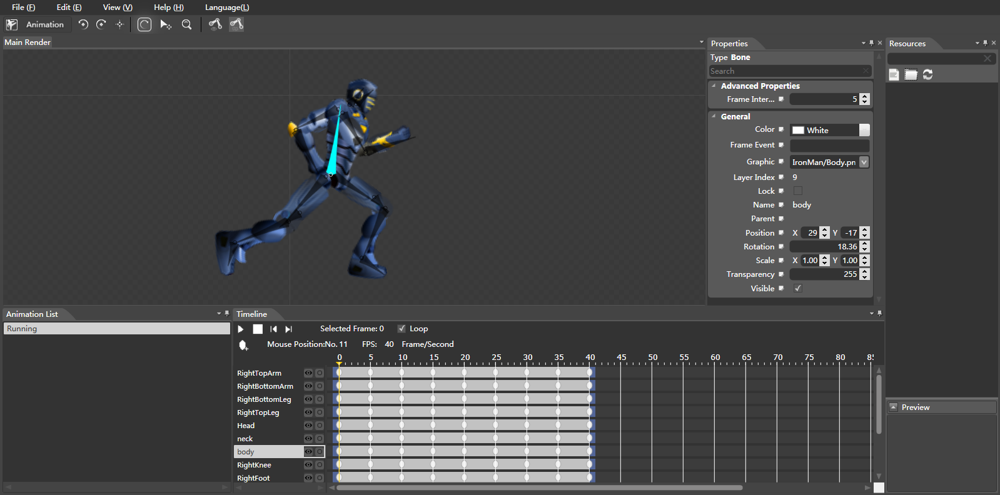 File (F) Edit (E) View (V) Help (H) Language(L)
Animation
Main Render
Properties
Type Bone
Search
Advanced Properties
Frame Inter... 5
General
Color White
Frame Event
Graphic IronMan/Body.pn
Layer Index 9
Lock
Name body
Parent
Position X 29 Y -17
Rotation 18.36
Scale X 1.00 Y 1.00
Transparency 255
Visible
Resources
Preview
Animation List
Running
Timeline
Selected Frame: 0 Loop
Mouse Position:No. 11 FPS: 40 Frame/Second
0 5 10 15 20 25 30 35 40 45 50 55 60 65 70 75 80
RightTopArm
RightBottomArm
RightBottomLeg
RightTopLeg
Head
neck
body
RightKnee
RightFoot